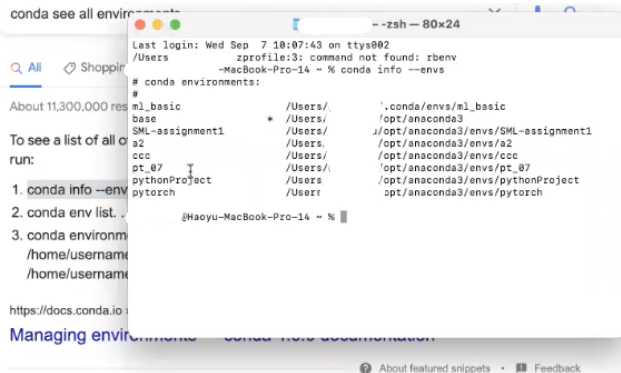 conda see all environments
All
Shopping
About 11,300,000 res
To see a list of all o
run:
1. conda info --env
2. conda env list. .
3. conda environm
/home/username
/home/username
https://docs.conda.io
Managing environments conda documentation
About featured snippets • Feedback
- -zsh — 80×24
Last login: Wed Sep 7 10:07:43 on ttys002
/Users zprofile:3: command not found: rbenv
-MacBook-Pro-14 ~ % conda info --envs
# conda environments:
#
ml_basic /Users/ .conda/envs/ml_basic
base * /Users/ /opt/anaconda3
SML-assignment1 /Users/ /opt/anaconda3/envs/SML-assignment1
a2 /Users/ /opt/anaconda3/envs/a2
ccc /Users/ /opt/anaconda3/envs/ccc
pt_07 /Users/ /opt/anaconda3/envs/pt_07
pythonProject /Users /opt/anaconda3/envs/pythonProject
pytorch /Users /opt/anaconda3/envs/pytorch
@Haoyu-MacBook-Pro-14 ~ %